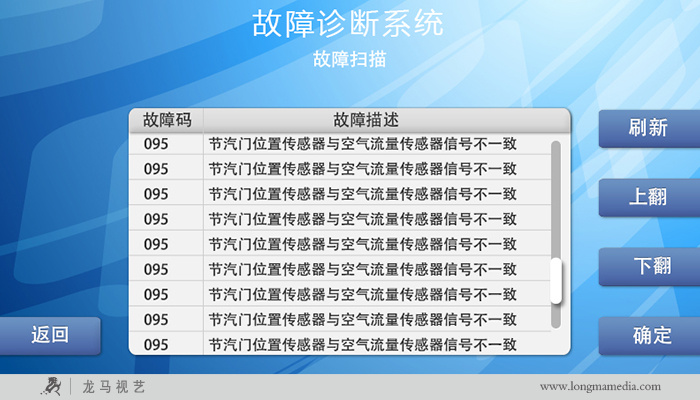 故障诊断系统
故障扫描
故障码 故障描述
095 节汽门位置传感器与空气流量传感器信号不一致
095 节汽门位置传感器与空气流量传感器信号不一致
095 节汽门位置传感器与空气流量传感器信号不一致
095 节汽门位置传感器与空气流量传感器信号不一致
095 节汽门位置传感器与空气流量传感器信号不一致
095 节汽门位置传感器与空气流量传感器信号不一致
095 节汽门位置传感器与空气流量传感器信号不一致
095 节汽门位置传感器与空气流量传感器信号不一致
095 节汽门位置传感器与空气流量传感器信号不一致
刷新
上翻
下翻
返回
确定
龙马视艺
www.longmamedia.com